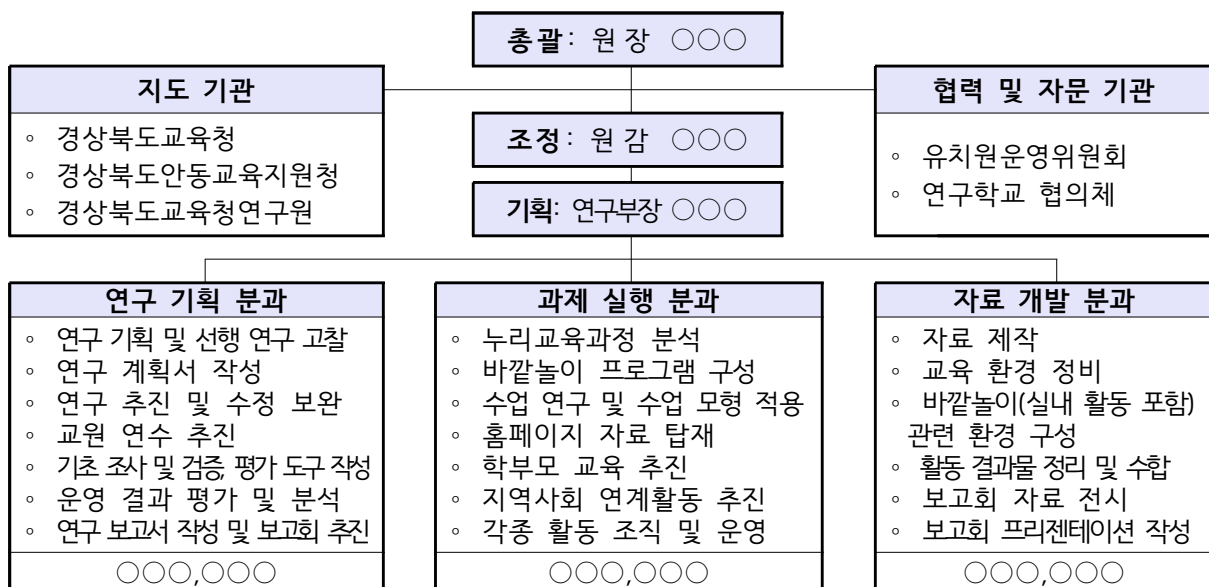 총괄: 원장 ○○○
지도 기관
◦ 경상북도교육청
◦ 경상북도안동교육지원청
◦ 경상북도교육청연구원
조정: 원감 ○○○
기획: 연구부장 ○○○
협력 및 자문 기관
◦ 유치원운영위원회
◦ 연구학교 협의체
연구 기획 분과
◦ 연구 기획 및 선행 연구 고찰
◦ 연구 계획서 작성
◦ 연구 추진 및 수정 보완
◦ 교원 연수 추진
◦ 기초 조사 및 검증, 평가 도구 작성
◦ 운영 결과 평가 및 분석
◦ 연구 보고서 작성 및 보고회 추진
○○○,○○○
과제 실행 분과
◦ 누리교육과정 분석
◦ 바깥놀이 프로그램 구성
◦ 수업 연구 및 수업 모형 적용
◦ 홈페이지 자료 탑재
◦ 학부모 교육 추진
◦ 지역사회 연계활동 추진
◦ 각종 활동 조직 및 운영
○○○,○○○
자료 개발 분과
◦ 자료 제작
◦ 교육 환경 정비
◦ 바깥놀이(실내 활동 포함)
관련 환경 구성
◦ 활동 결과물 정리 및 수합
◦ 보고회 자료 전시
◦ 보고회 프리젠테이션 작성
○○○,○○○